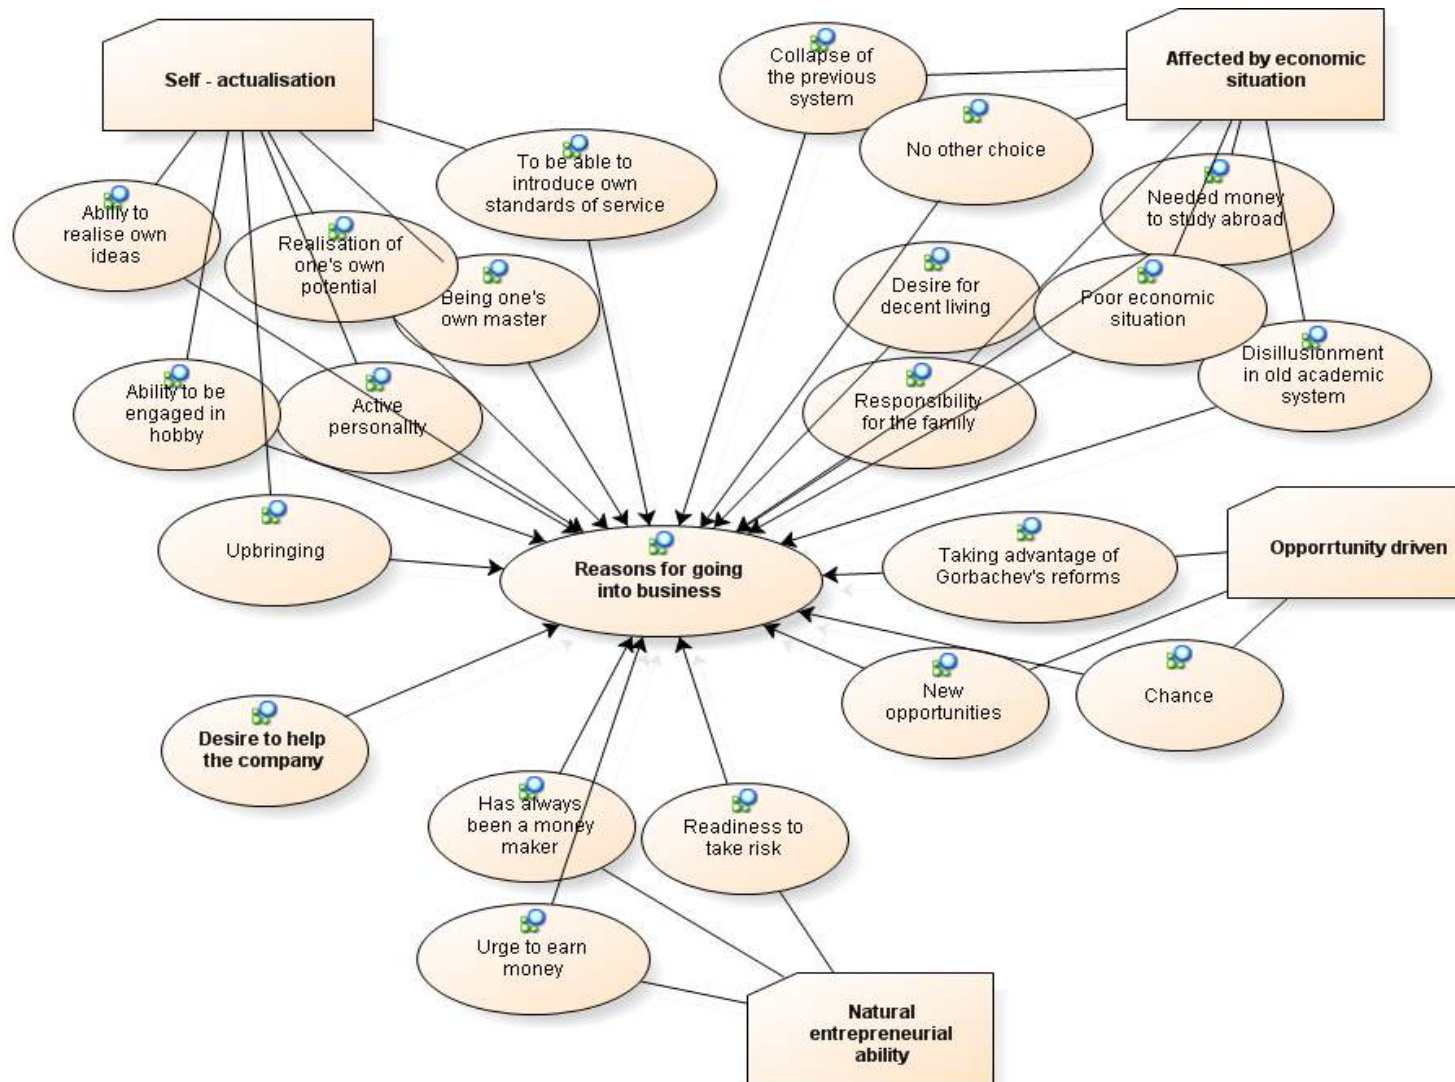 Self - actualisation
Affected by economic
situation
Collapse of
the previous
system
No other choice
To be able to
introduce own
standards of service
Needed money
to study abroad
Abiliy to
realise own
ideas
Realisation of
one's own
potential
Being one's
own master
Desire for
decent living
Poor economic
situation
Disillusionment
in old academic
system
Ability to be
engaged in
hobby
Active
personality
Responsibility
for the family
Upbringing
Reasons for going
into business
Taking advantage of
Gorbachev's reforms
Opporrtunity driven
New
opportunities
Chance
Desire to help
the company
Has always
been a money
maker
Readiness to
take risk
Urge to earn
money
Natural
entrepreneurial
ability